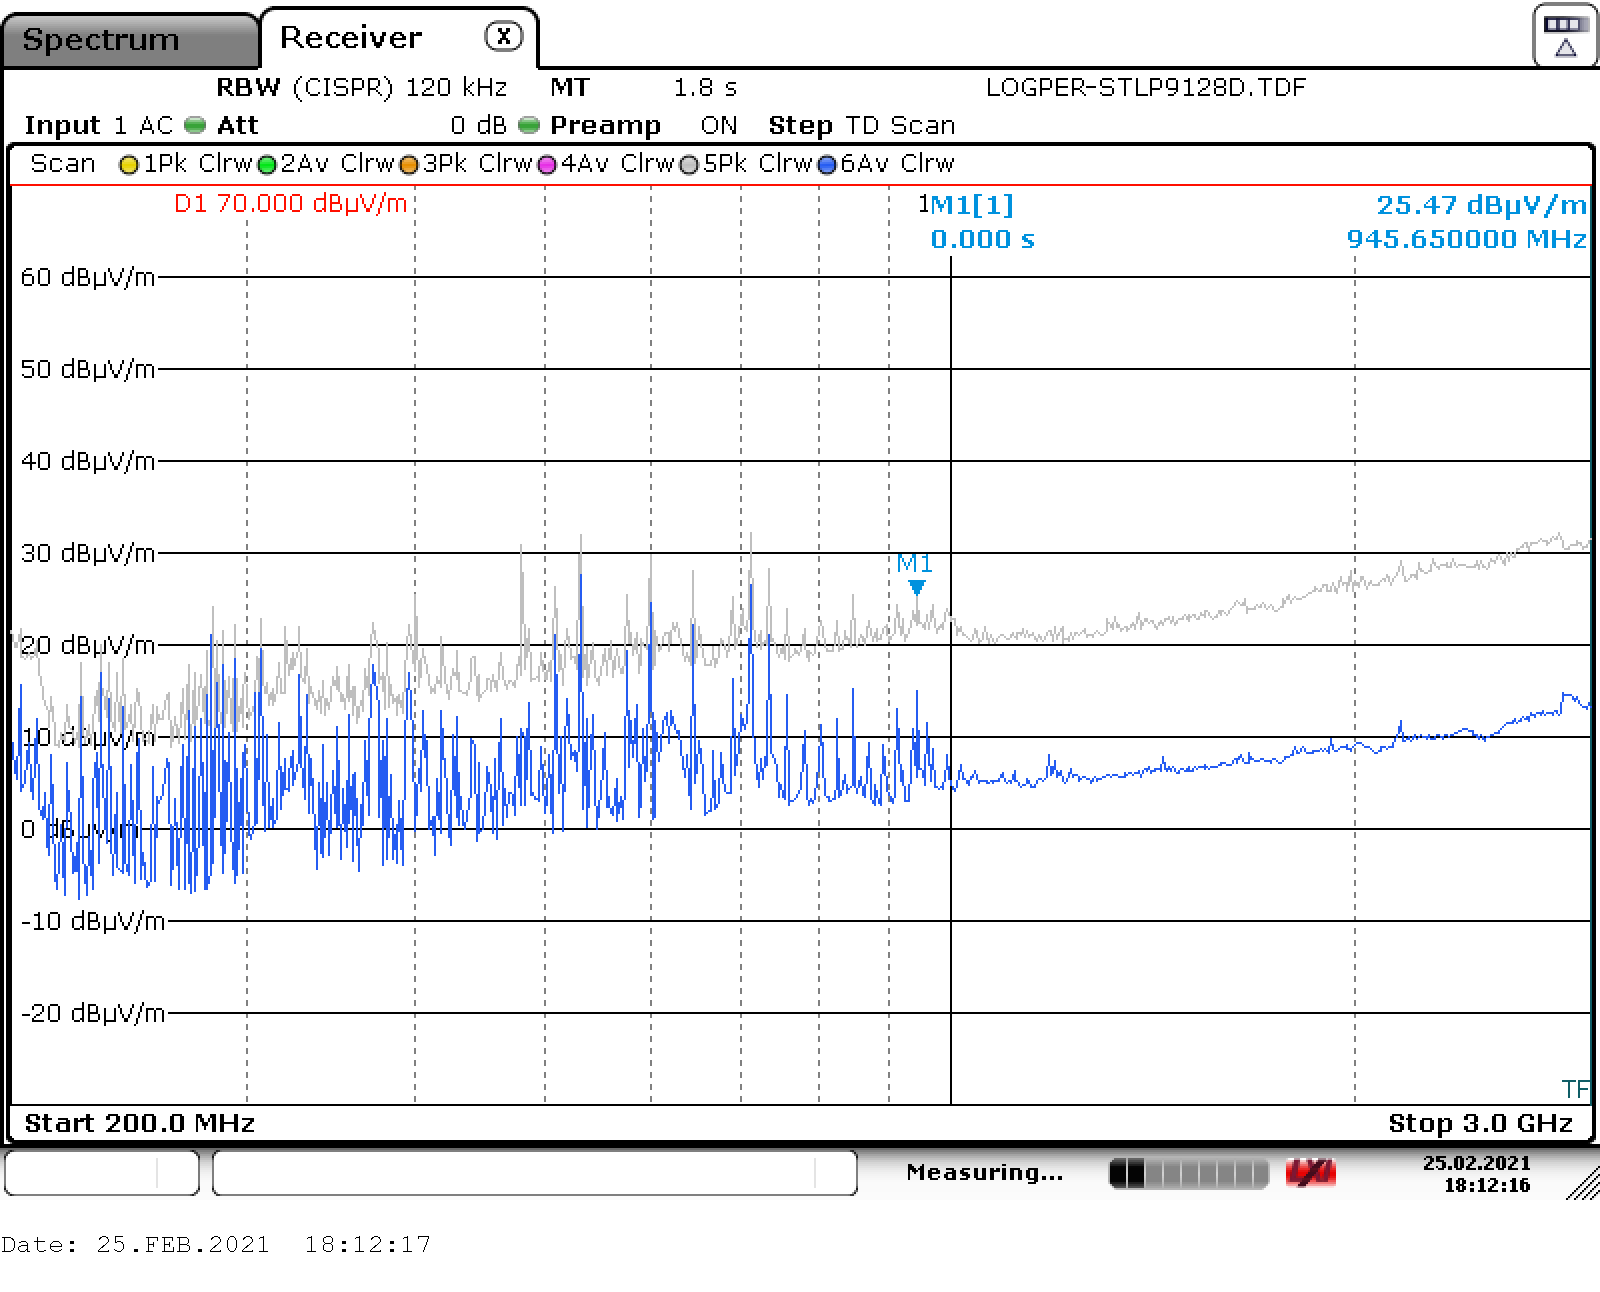 Spectrum Receiver X
RBW (CISPR) 120 kHz MT 1.8 s LOGPER-STLP9128D.TDF
Input 1 AC Att 0 dB Preamp ON Step TD Scan
Scan 1Pk Clrw 2Av Clrw 3Pk Clrw 4Av Clrw 5Pk Clrw 6Av Clrw
D1 70.000 dBµV/m 1M1[1] 25.47 dBµV/m
0.000 s 945.650000 MHz
60 dBµV/m
50 dBµV/m
40 dBµV/m
30 dBµV/m
M1
20 dBµV/m
10 dBµV/m
0 dBµV/m
-10 dBµV/m
-20 dBµV/m
TF
Start 200.0 MHz Stop 3.0 GHz
Measuring... LXI 25.02.2021
18:12:16
Date: 25.FEB.2021 18:12:17